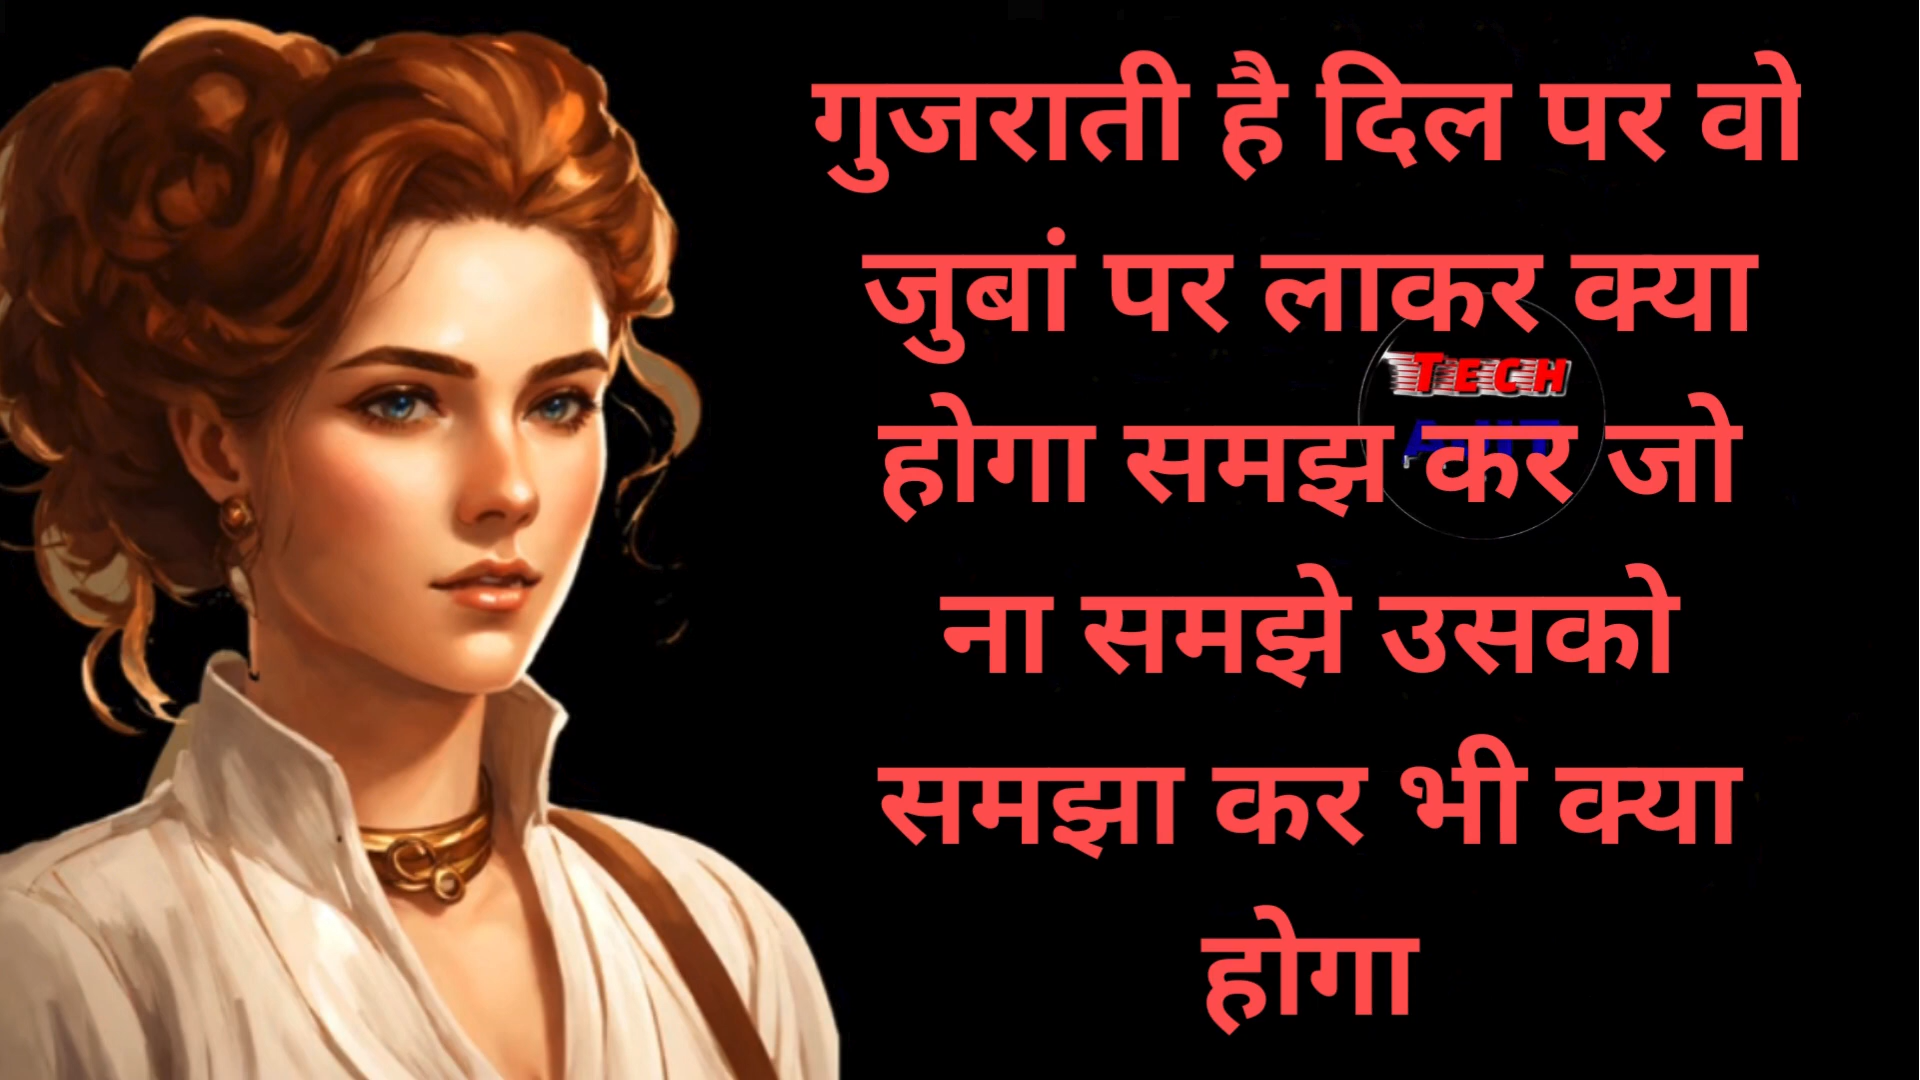 गुजराती है दिल पर वो
जुबां पर लाकर क्या
TECH
होगा समझ कर जो
ना समझे उसको
समझा कर भी क्या
होगा